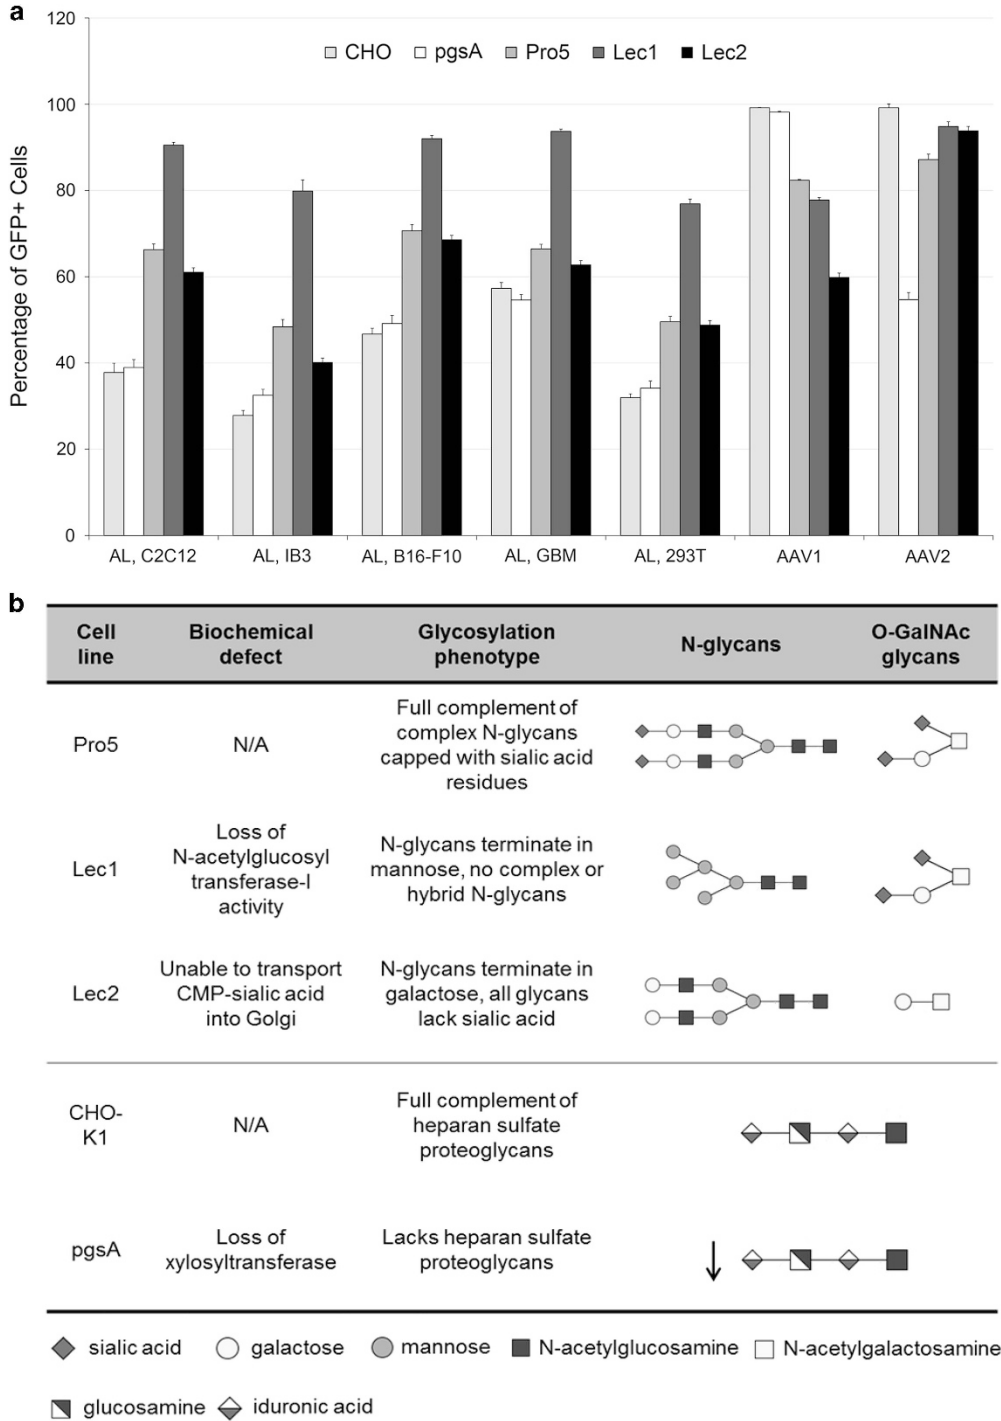 a
120
100
80
60
40
20
0
Percentage of GFP+ Cells
CHO pgsA Pro5 Lec1 Lec2
AL, C2C12 AL, IB3 AL, B16-F10 AL, GBM AL, 293T AAV1 AAV2
b
Cell line
Biochemical defect
Glycosylation phenotype
N-glycans
O-GalNAc glycans
Pro5
N/A
Full complement of
complex N-glycans
capped with sialic acid
residues
Lec1
Loss of
N-acetylglucosyl
transferase-I
activity
N-glycans terminate in
mannose, no complex or
hybrid N-glycans
Lec2
Unable to transport
CMP-sialic acid
into Golgi
N-glycans terminate in
galactose, all glycans
lack sialic acid
CHO-
K1
N/A
Full complement of
heparan sulfate
proteoglycans
pgsA
Loss of
xylosyltransferase
Lacks heparan sulfate
proteoglycans
sialic acid galactose mannose N-acetylglucosamine N-acetylgalactosamine
glucosamine iduronic acid